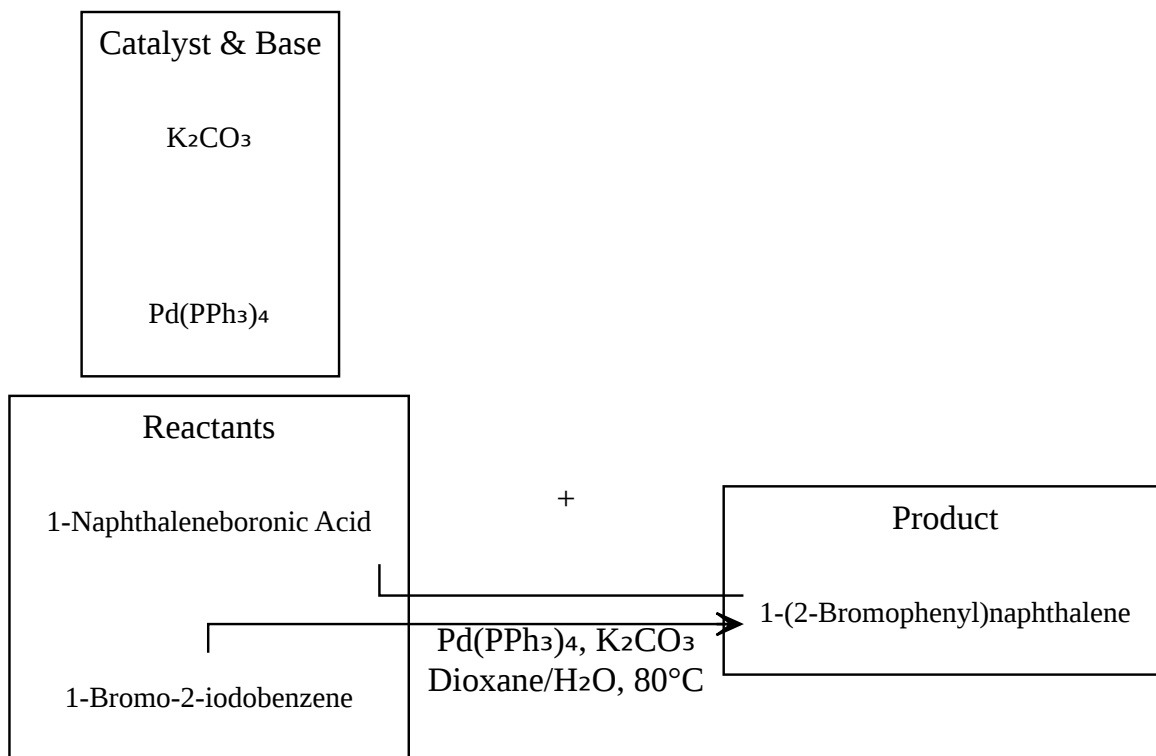 Catalyst & Base
K₂CO₃
Pd(PPh₃)₄
Reactants
1-Naphthaleneboronic Acid
1-Bromo-2-iodobenzene
+
Pd(PPh₃)₄, K₂CO₃
Dioxane/H₂O, 80°C
Product
1-(2-Bromophenyl)naphthalene